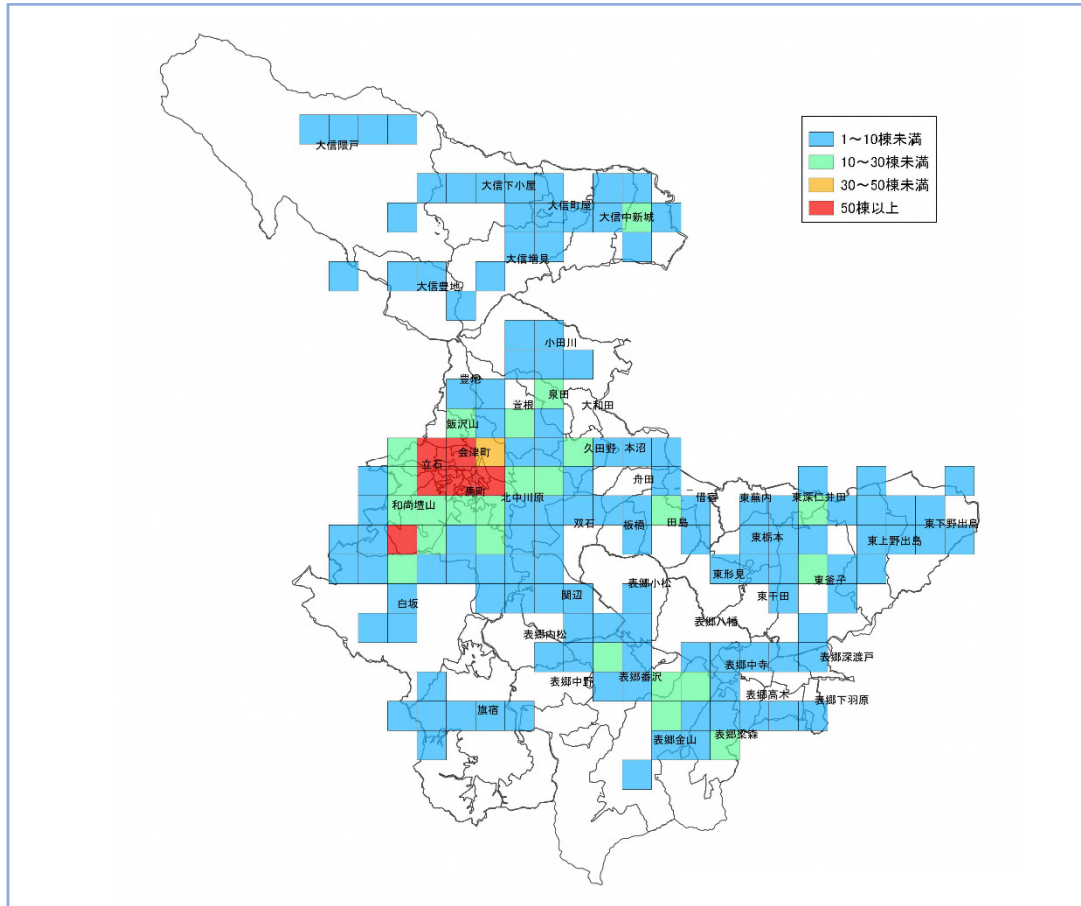 1～10棟未満
10～30棟未満
30～50棟未満
50棟以上
大信隈戸
大信下小屋
大信町屋
大信中新城
大信増見
大信豊地
小田川
豊地
萱根
泉田
大和田
飯沢山
会津町
立石
久田野
本沼
馬町
北中川原
舟田
借宿
和尚壇山
双石
板橋
田島
東蕪内
東深仁井田
東下野出島
東栃本
東上野出島
東形見
東釜子
東千田
白坂
関辺
表郷小松
表郷八幡
表郷内松
表郷中野
表郷番沢
表郷中寺
表郷深渡戸
表郷高木
表郷下羽原
旗宿
表郷金山
表郷梁森